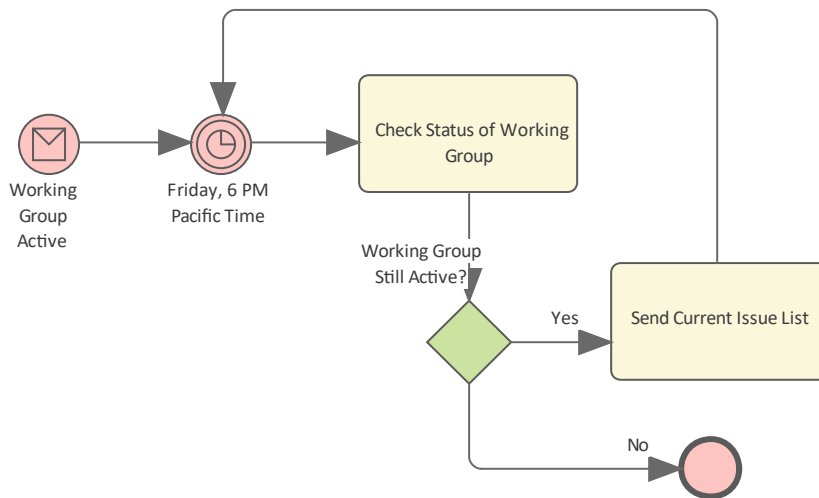 Working
Group
Active
Friday, 6 PM
Pacific Time
Check Status of Working
Group
Working Group
Still Active?
Yes
Send Current Issue List
No